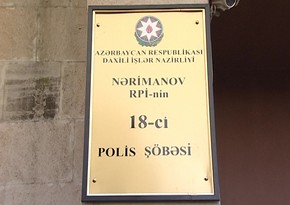 AZƏRBAYCAN RESPUBLİKASI
DAXİLİ İŞLƏR NAZİRLİYİ
NƏRİMANOV
RPİ-nin
18-ci
POLİS ŞÖBƏSİ